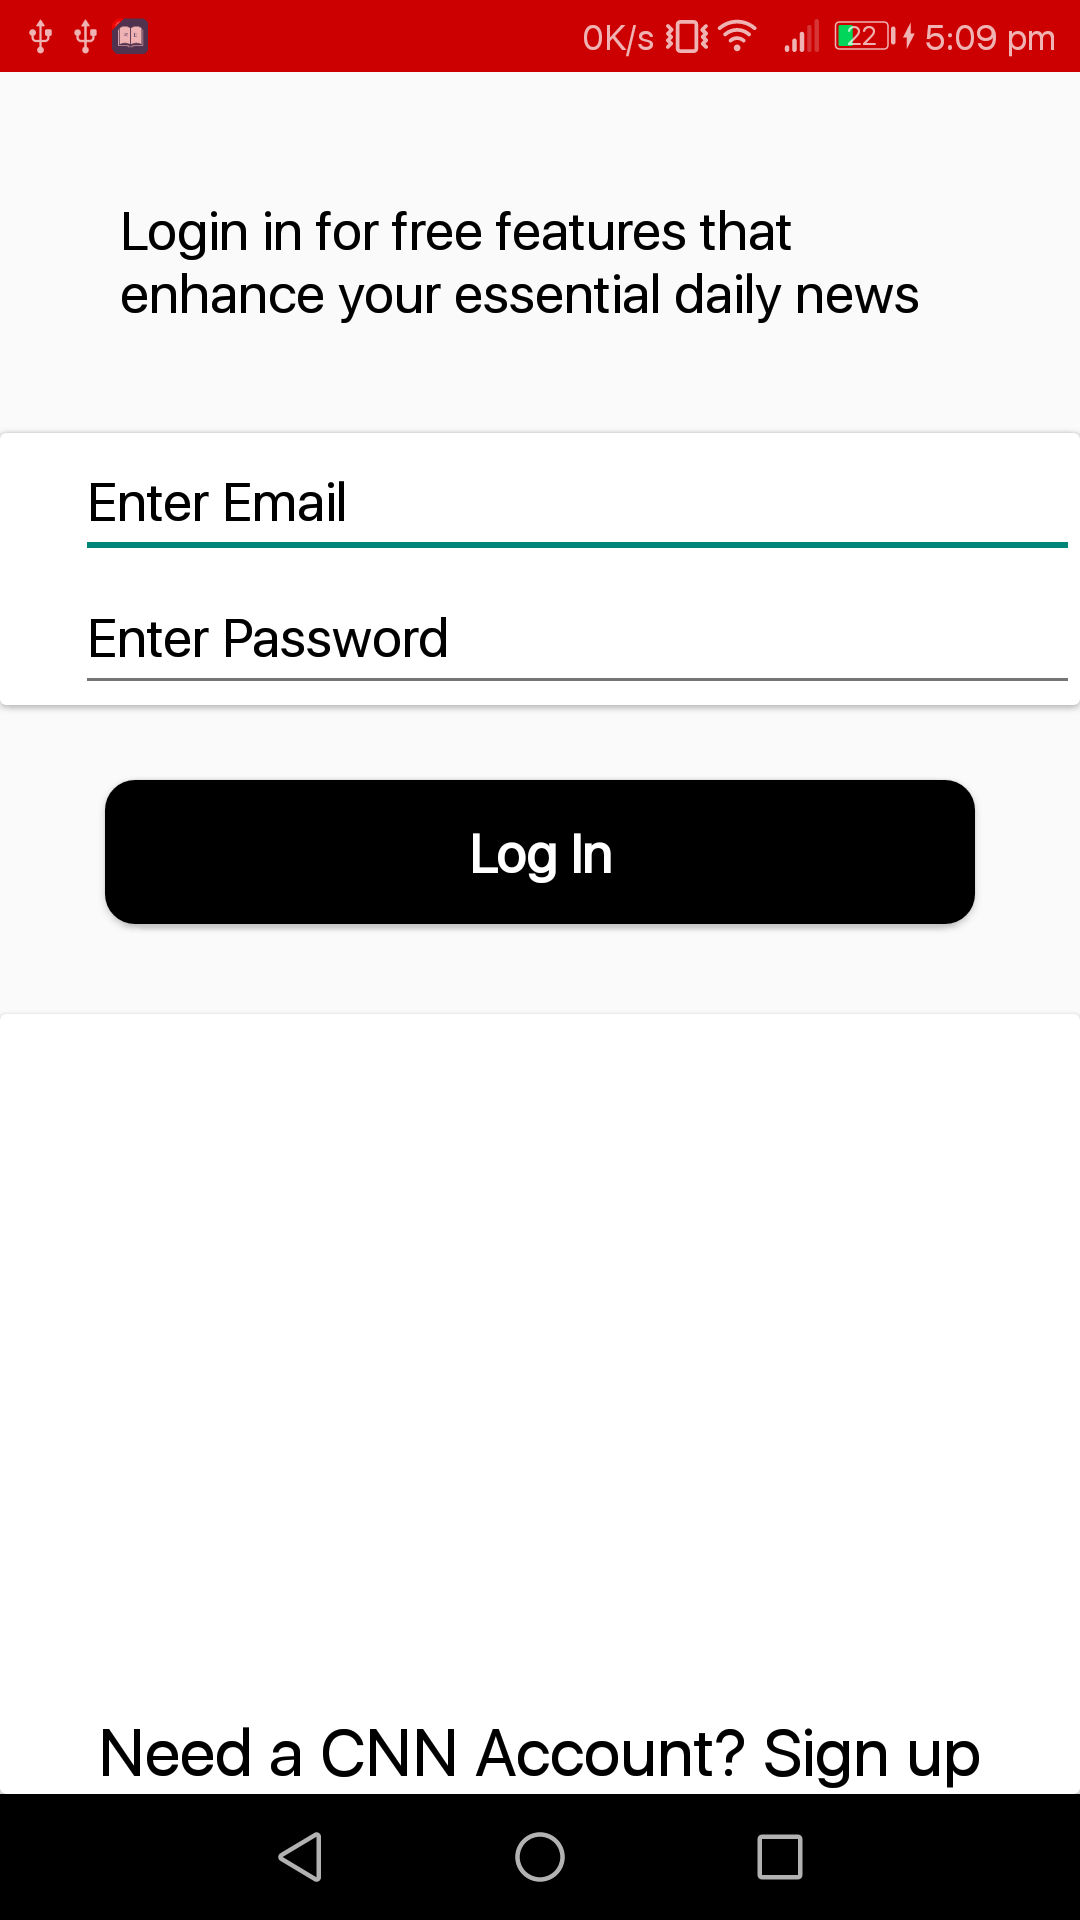 0K/s 22 5:09 pm
Login in for free features that
enhance your essential daily news
Enter Email
Enter Password
Log In
Need a CNN Account? Sign up